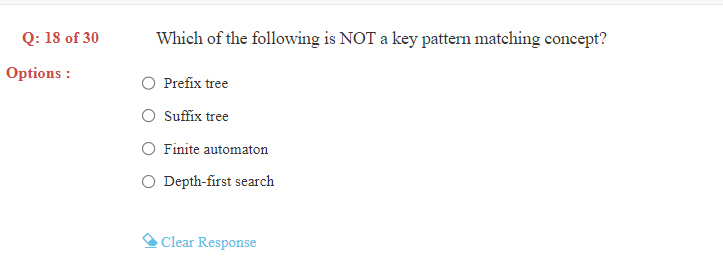 Q: 18 of 30 Which of the following is NOT a key pattern matching concept?
Options :
Prefix tree
Suffix tree
Finite automaton
Depth-first search
Clear Response